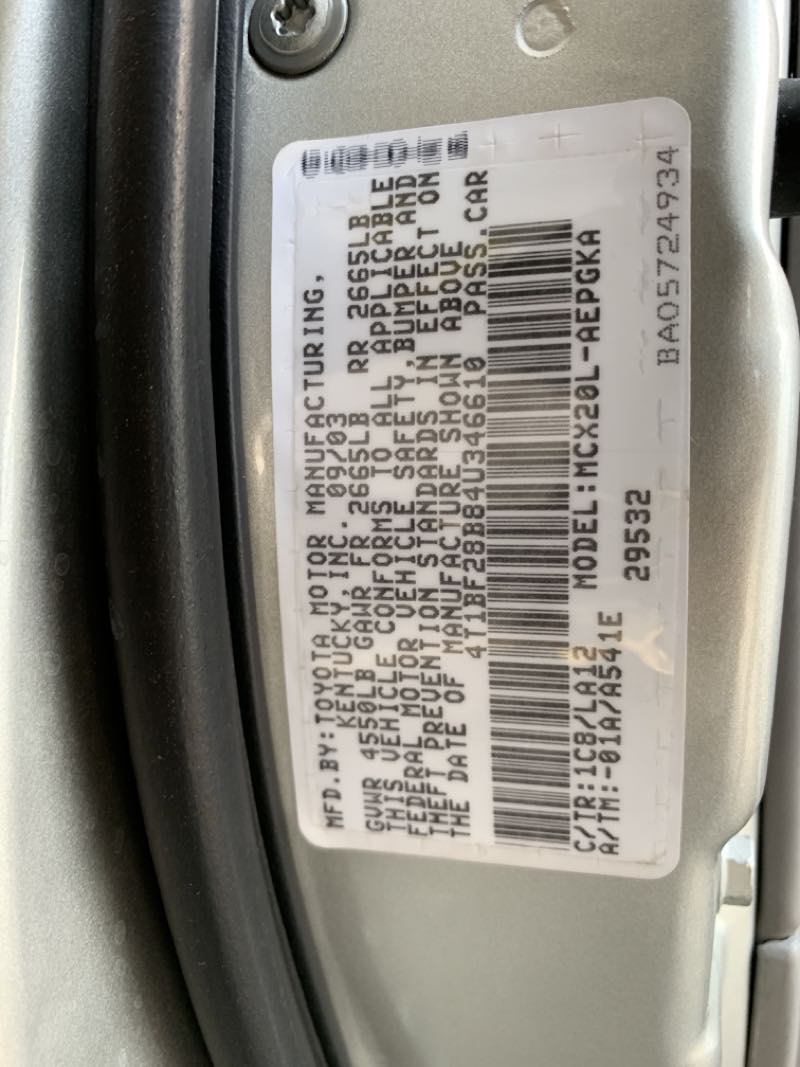 MFD.BY:TOYOTA MOTOR MANUFACTURING,
KENTUCKY,INC. 09/03
GVWR 4550LB GAWR FR 2665LB RR 2665LB
THIS VEHICLE CONFORMS TO ALL APPLICABLE
FEDERAL MOTOR VEHICLE SAFETY,BUMPER AND
THEFT PREVENTION STANDARDS IN EFFECT ON
THE DATE OF MANUFACTURE SHOWN ABOVE
4T1BF28B84U346610 PASS.CAR
C/TR:1C8/LA12 MODEL:MCX20L-AEPGKA
A/TM:-01A/A541E 29532
BA05724934